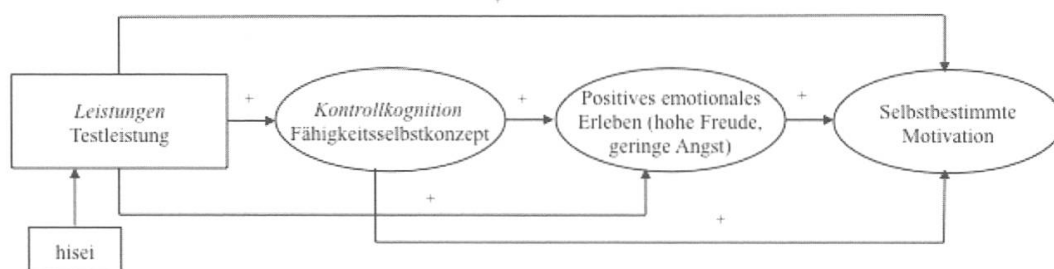 +
Leistungen
Testleistung
+
Kontrollkognition
Fähigkeitsselbstkonzept
+
Positives emotionales
Erleben (hohe Freude,
geringe Angst)
+
Selbstbestimmte
Motivation
+
+
hisei